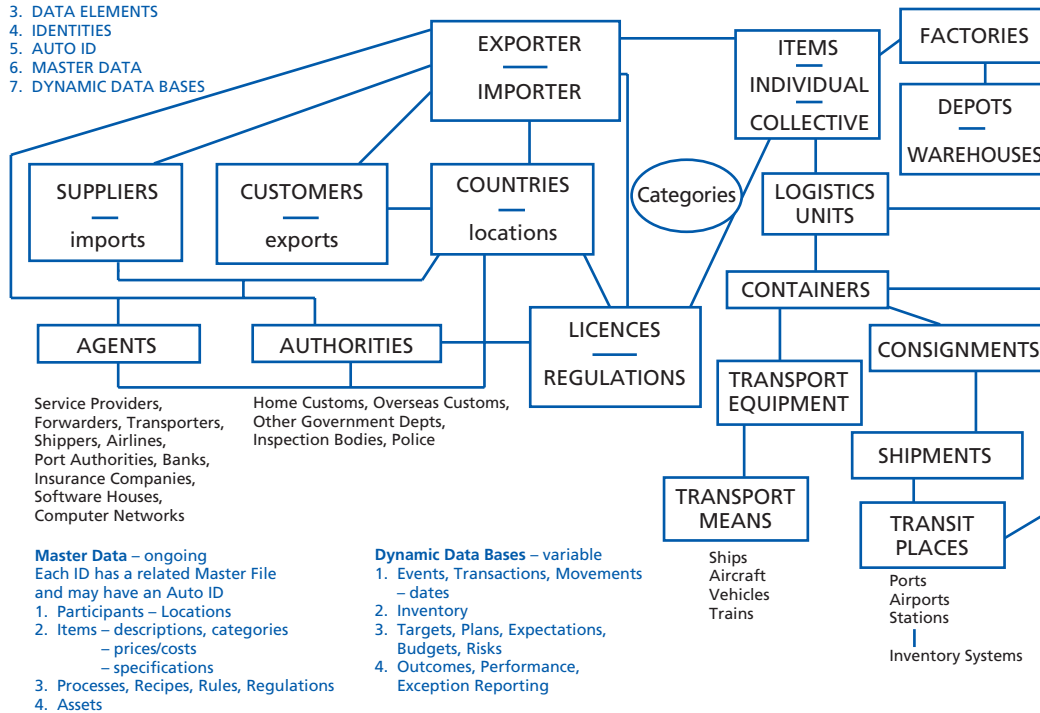 3. DATA ELEMENTS
4. IDENTITIES
5. AUTO ID
6. MASTER DATA
7. DYNAMIC DATA BASES
EXPORTER
IMPORTER
ITEMS
INDIVIDUAL
COLLECTIVE
FACTORIES
DEPOTS
WAREHOUSES
SUPPLIERS
imports
CUSTOMERS
exports
COUNTRIES
locations
Categories
LOGISTICS
UNITS
CONTAINERS
AGENTS
AUTHORITIES
LICENCES
REGULATIONS
CONSIGNMENTS
TRANSPORT
EQUIPMENT
Service Providers,
Forwarders, Transporters,
Shippers, Airlines,
Port Authorities, Banks,
Insurance Companies,
Software Houses,
Computer Networks
Home Customs, Overseas Customs,
Other Government Depts,
Inspection Bodies, Police
SHIPMENTS
TRANSPORT
MEANS
TRANSIT
PLACES
Ships
Aircraft
Vehicles
Trains
Ports
Airports
Stations
Inventory Systems
Master Data – ongoing
Each ID has a related Master File
and may have an Auto ID
1. Participants – Locations
2. Items – descriptions, categories
– prices/costs
– specifications
3. Processes, Recipes, Rules, Regulations
4. Assets
Dynamic Data Bases – variable
1. Events, Transactions, Movements
– dates
2. Inventory
3. Targets, Plans, Expectations,
Budgets, Risks
4. Outcomes, Performance,
Exception Reporting